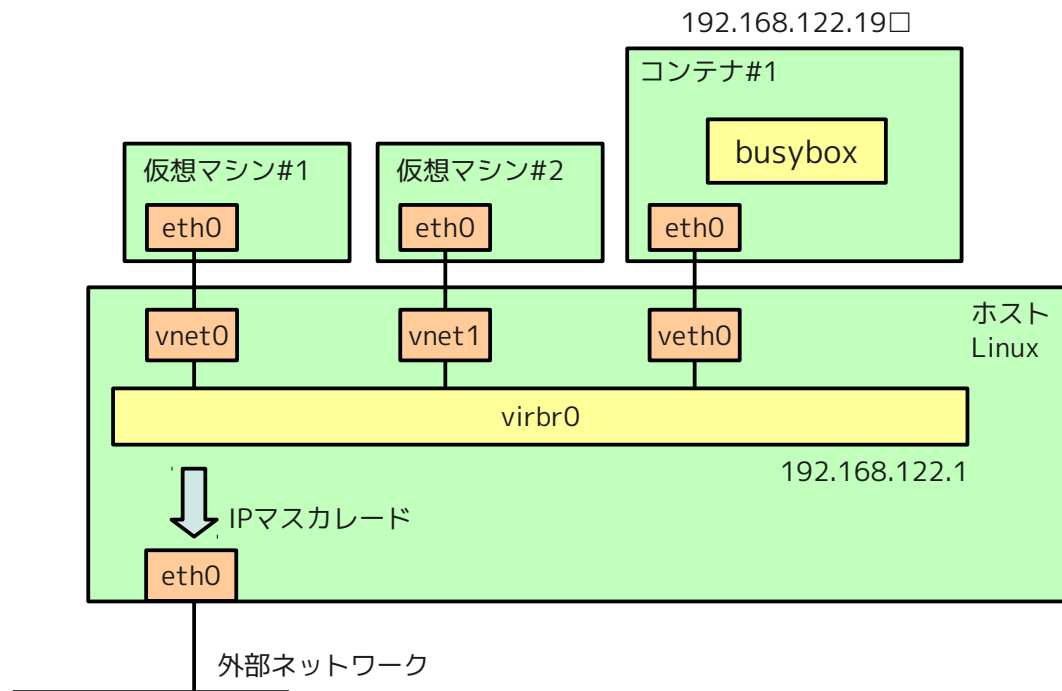 192.168.122.19□
コンテナ#1
busybox
仮想マシン#1
仮想マシン#2
eth0
eth0
eth0
vnet0
vnet1
veth0
ホスト
Linux
virbr0
192.168.122.1
IPマスカレード
eth0
外部ネットワーク